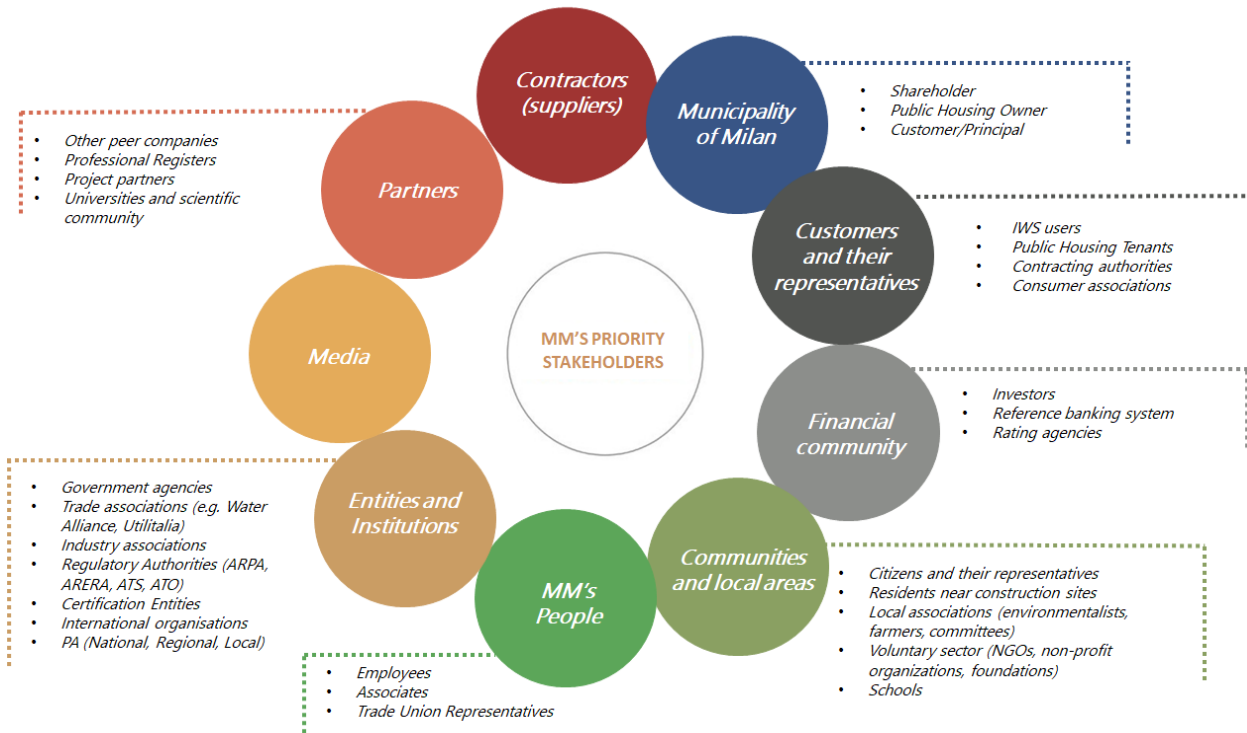 Contractors
(suppliers)
Municipality
of Milan
• Shareholder
• Public Housing Owner
• Customer/Principal
Customers
and their
representatives
• IWS users
• Public Housing Tenants
• Contracting authorities
• Consumer associations
Financial
community
• Investors
• Reference banking system
• Rating agencies
Communities
and local areas
• Citizens and their representatives
• Residents near construction sites
• Local associations (environmentalists,
farmers, committees)
• Voluntary sector (NGOs, non-profit
organizations, foundations)
• Schools
MM's
People
• Employees
• Associates
• Trade Union Representatives
Entities and
Institutions
• Government agencies
• Trade associations (e.g. Water
Alliance, Utilitalia)
• Industry associations
• Regulatory Authorities (ARPA,
ARERA, ATS, ATO)
• Certification Entities
• International organisations
• PA (National, Regional, Local)
Media
Partners
• Other peer companies
• Professional Registers
• Project partners
• Universities and scientific
community
MM'S PRIORITY
STAKEHOLDERS